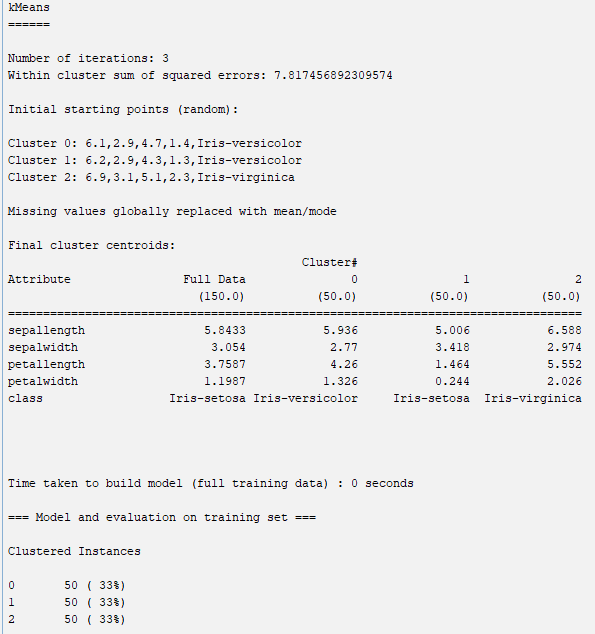 kMeans
======
Number of iterations: 3
Within cluster sum of squared errors: 7.817456892309574
Initial starting points (random):
Cluster 0: 6.1,2.9,4.7,1.4,Iris-versicolor
Cluster 1: 6.2,2.9,4.3,1.3,Iris-versicolor
Cluster 2: 6.9,3.1,5.1,2.3,Iris-virginica
Missing values globally replaced with mean/mode
Final cluster centroids:
Cluster#
Attribute Full Data 0 1 2
(150.0) (50.0) (50.0) (50.0)
==================================================================================
sepallength 5.8433 5.936 5.006 6.588
sepalwidth 3.054 2.77 3.418 2.974
petallength 3.7587 4.26 1.464 5.552
petalwidth 1.1987 1.326 0.244 2.026
class Iris-setosa Iris-versicolor Iris-setosa Iris-virginica
Time taken to build model (full training data) : 0 seconds
=== Model and evaluation on training set ===
Clustered Instances
0 50 ( 33%)
1 50 ( 33%)
2 50 ( 33%)